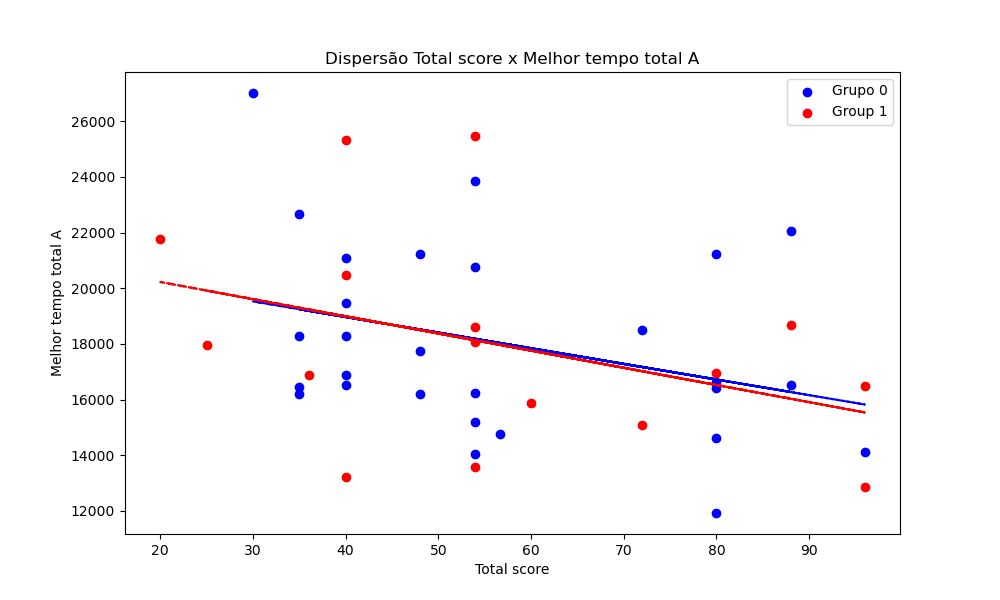 Dispersão Total score x Melhor tempo total A
Grupo 0
Group 1
Melhor tempo total A
26000
24000
22000
20000
18000
16000
14000
12000
20 30 40 50 60 70 80 90
Total score